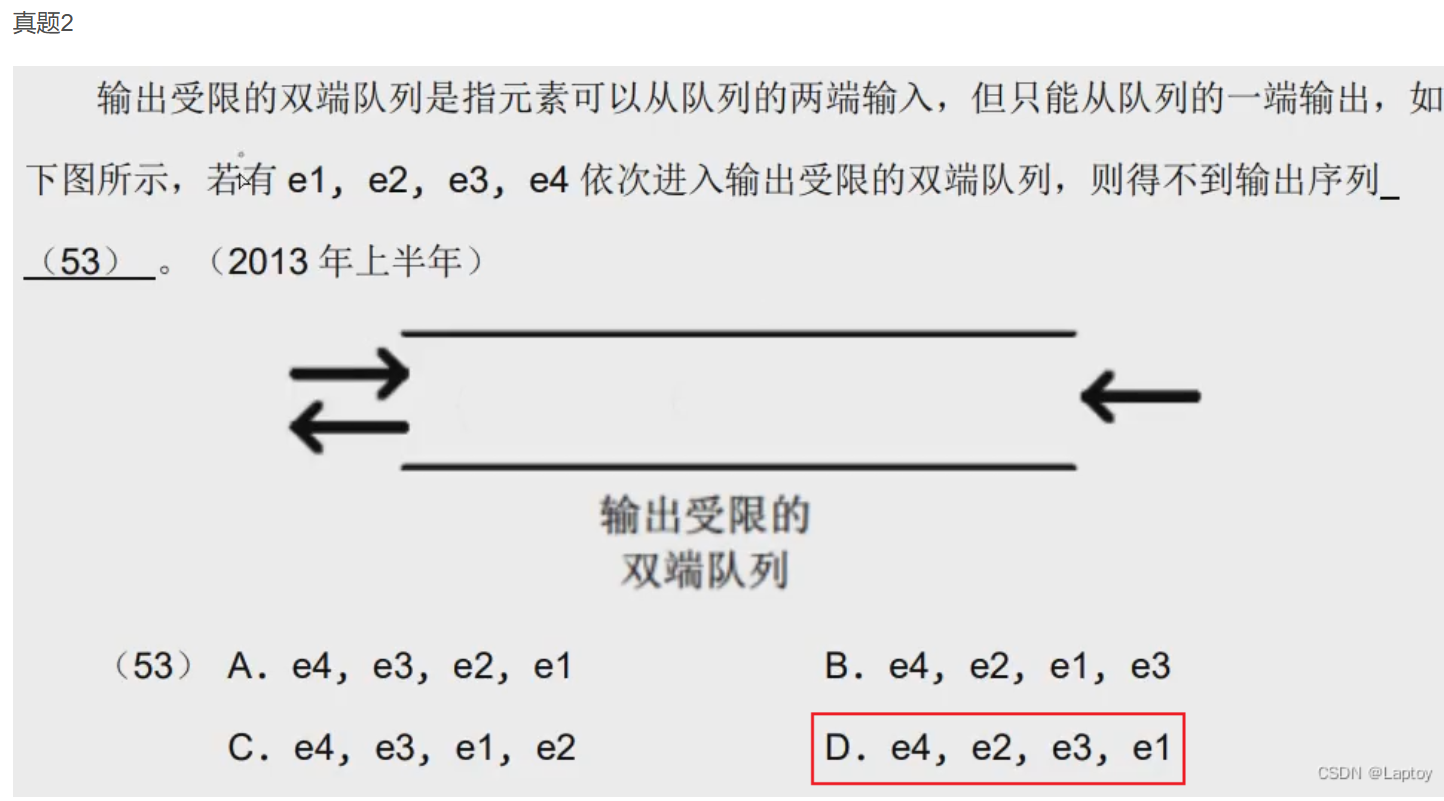 真题2
输出受限的双端队列是指元素可以从队列的两端输入，但只能从队列的一端输出，如
下图所示，若有 e1，e2，e3，e4 依次进入输出受限的双端队列，则得不到输出序列_
（53） 。（2013 年上半年）
输出受限的
双端队列
（53） A．e4，e3，e2，e1 B．e4，e2，e1，e3
C．e4，e3，e1，e2 D．e4，e2，e3，e1
CSDN @Laptoy